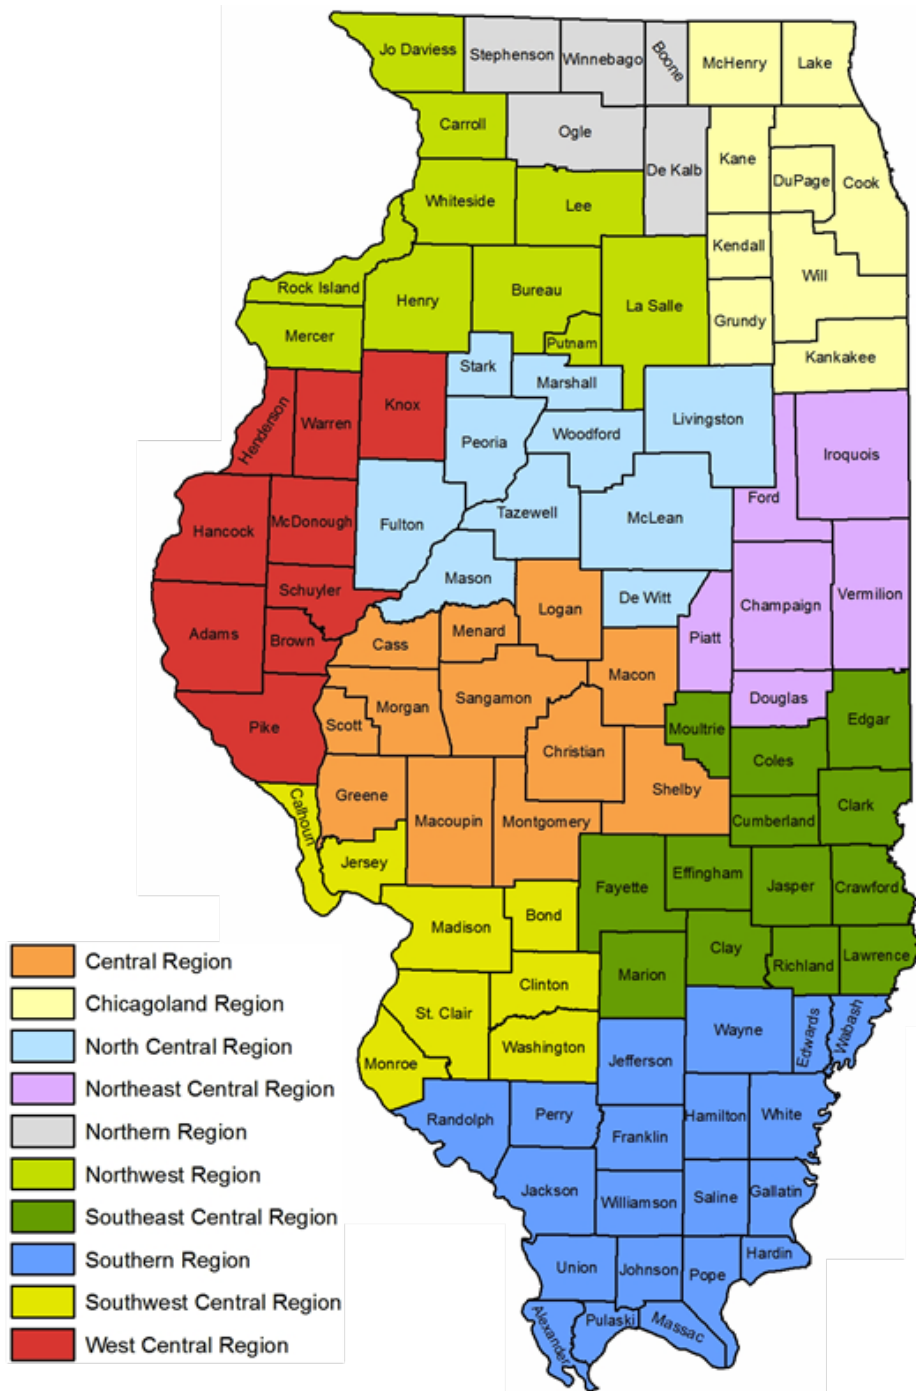 Jo Daviess
Stephenson
Winnebago
Boone
McHenry
Lake
Carroll
Ogle
De Kalb
Kane
DuPage
Cook
Whiteside
Lee
Kendall
Will
Rock Island
Henry
Bureau
La Salle
Grundy
Mercer
Putnam
Kankakee
Stark
Marshall
Henderson
Warren
Knox
Peoria
Woodford
Livingston
Iroquois
Ford
Hancock
McDonough
Fulton
Tazewell
McLean
Schuyler
Mason
Logan
De Witt
Champaign
Vermilion
Adams
Brown
Cass
Menard
Piatt
Macon
Pike
Scott
Morgan
Sangamon
Moultrie
Douglas
Edgar
Christian
Coles
Calhoun
Greene
Macoupin
Montgomery
Shelby
Cumberland
Clark
Jersey
Fayette
Effingham
Jasper
Crawford
Madison
Bond
Clay
Richland
Lawrence
Marion
Clinton
St. Clair
Washington
Monroe
Wayne
Edwards
Wabash
Jefferson
Randolph
Perry
Hamilton
White
Franklin
Jackson
Williamson
Saline
Gallatin
Union
Johnson
Pope
Hardin
Alexander
Pulaski
Massac
Central Region
Chicagoland Region
North Central Region
Northeast Central Region
Northern Region
Northwest Region
Southeast Central Region
Southern Region
Southwest Central Region
West Central Region